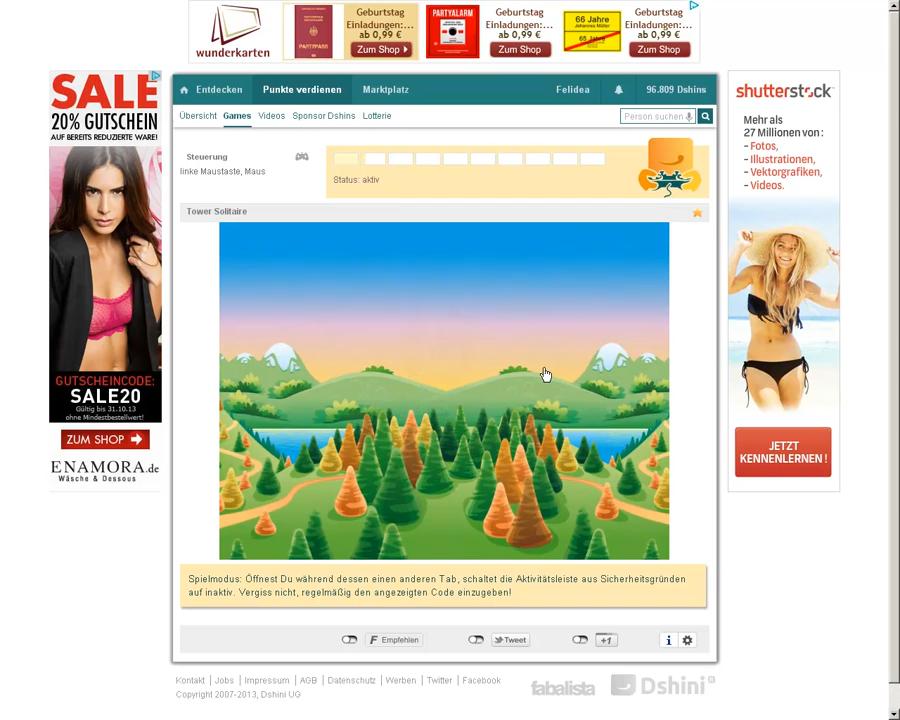 wunderkarten
PARTYPASS
Geburtstag
Einladungen:...
ab 0,99 €
Zum Shop
PARTYALARM
Geburtstag
Einladungen:...
ab 0,99 €
Zum Shop
66 Jahre
Johannes Müller
65 Jahre
Geburtstag
Einladungen:...
ab 0,99 €
Zum Shop
SALE
20% GUTSCHEIN
AUF BEREITS REDUZIERTE WARE!
GUTSCHEINCODE:
SALE20
Gültig bis 31.10.13
ohne Mindestbestellwert!
ZUM SHOP
ENAMORA.de
Wäsche & Dessous
Entdecken Punkte verdienen Marktplatz Felidea 96.809 Dshins
Übersicht Games Videos Sponsor Dshins Lotterie Person suchen
Steuerung
linke Maustaste, Maus
Status: aktiv
Tower Solitaire
Spielmodus: Öffnest Du während dessen einen anderen Tab, schaltet die Aktivitätsleiste aus Sicherheitsgründen
auf inaktiv. Vergiss nicht, regelmäßig den angezeigten Code einzugeben!
Empfehlen Tweet +1
Kontakt | Jobs | Impressum | AGB | Datenschutz | Werben | Twitter | Facebook
Copyright 2007-2013, Dshini UG
fabalista Dshini
shutterstock
Mehr als
27 Millionen von:
- Fotos,
- Illustrationen,
- Vektorgrafiken,
- Videos.
JETZT
KENNENLERNEN!